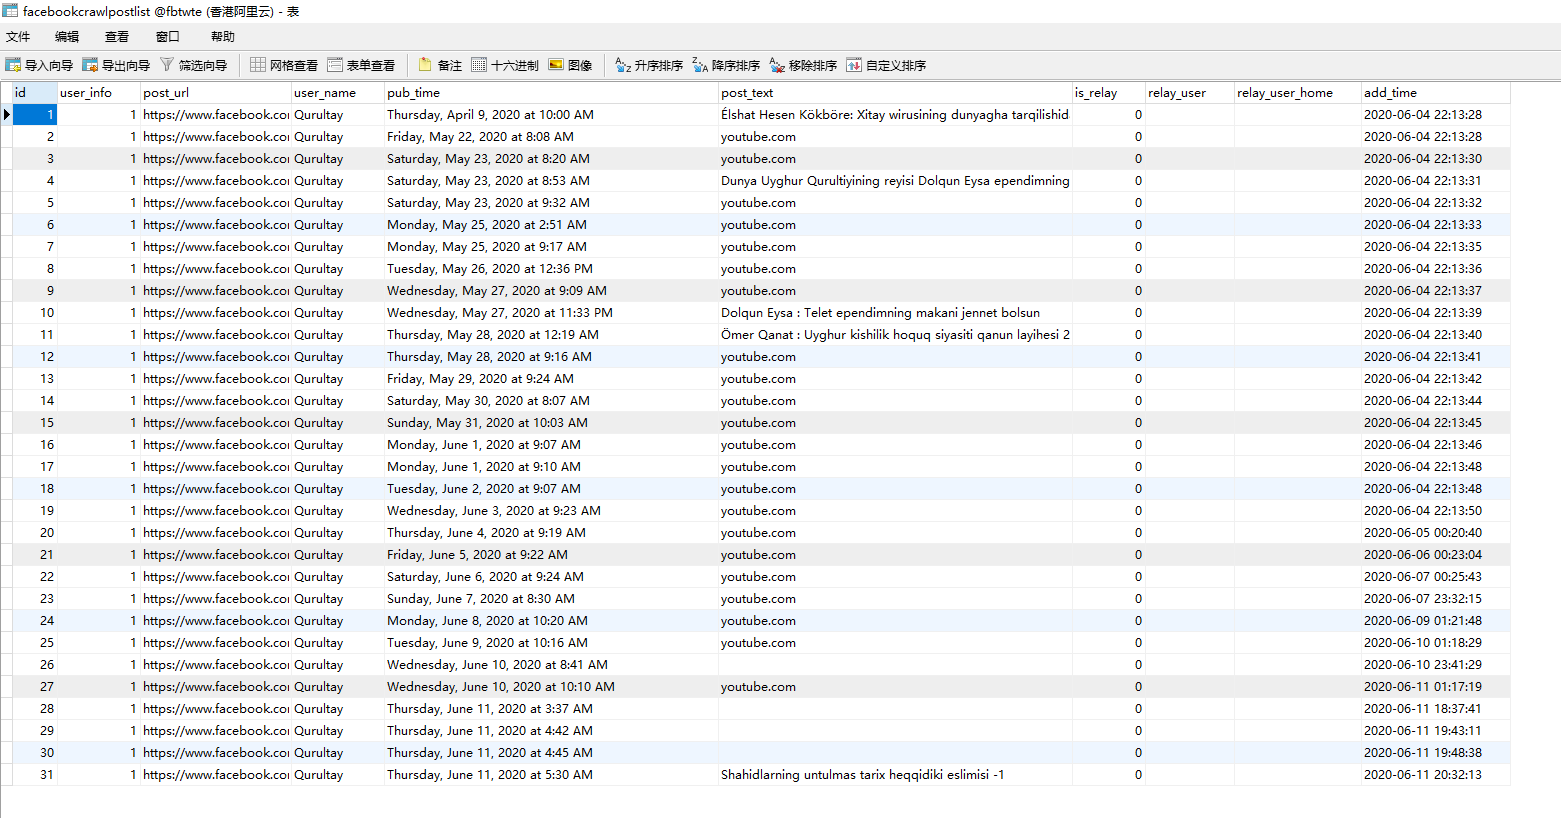 facebookcrawlpostlist @fbtwte (香港阿里云) - 表
文件 编辑 查看 窗口 帮助
导入向导 导出向导 筛选向导 网格查看 表单查看 备注 十六进制 图像 升序排序 降序排序 移除排序 自定义排序
id user_info post_url user_name pub_time post_text is_relay relay_user relay_user_home add_time
1 1 https://www.facebook.co Qurultay Thursday, April 9, 2020 at 10:00 AM Élshat Hesen Kökböre: Xitay wirusining dunyagha tarqilishid 0 2020-06-04 22:13:28
2 1 https://www.facebook.co Qurultay Friday, May 22, 2020 at 8:08 AM youtube.com 0 2020-06-04 22:13:28
3 1 https://www.facebook.co Qurultay Saturday, May 23, 2020 at 8:20 AM youtube.com 0 2020-06-04 22:13:30
4 1 https://www.facebook.co Qurultay Saturday, May 23, 2020 at 8:53 AM Dunya Uyghur Qurultiyining reyisi Dolqun Eysa ependimning 0 2020-06-04 22:13:31
5 1 https://www.facebook.co Qurultay Saturday, May 23, 2020 at 9:32 AM youtube.com 0 2020-06-04 22:13:32
6 1 https://www.facebook.co Qurultay Monday, May 25, 2020 at 2:51 AM youtube.com 0 2020-06-04 22:13:33
7 1 https://www.facebook.co Qurultay Monday, May 25, 2020 at 9:17 AM youtube.com 0 2020-06-04 22:13:35
8 1 https://www.facebook.co Qurultay Tuesday, May 26, 2020 at 12:36 PM youtube.com 0 2020-06-04 22:13:36
9 1 https://www.facebook.co Qurultay Wednesday, May 27, 2020 at 9:09 AM youtube.com 0 2020-06-04 22:13:37
10 1 https://www.facebook.co Qurultay Wednesday, May 27, 2020 at 11:33 PM Dolqun Eysa : Telet ependimning makani jennet bolsun 0 2020-06-04 22:13:39
11 1 https://www.facebook.co Qurultay Thursday, May 28, 2020 at 12:19 AM Ömer Qanat : Uyghur kishilik hoquq siyasiti qanun layihesi 2 0 2020-06-04 22:13:40
12 1 https://www.facebook.co Qurultay Thursday, May 28, 2020 at 9:16 AM youtube.com 0 2020-06-04 22:13:41
13 1 https://www.facebook.co Qurultay Friday, May 29, 2020 at 9:24 AM youtube.com 0 2020-06-04 22:13:42
14 1 https://www.facebook.co Qurultay Saturday, May 30, 2020 at 8:07 AM youtube.com 0 2020-06-04 22:13:44
15 1 https://www.facebook.co Qurultay Sunday, May 31, 2020 at 10:03 AM youtube.com 0 2020-06-04 22:13:45
16 1 https://www.facebook.co Qurultay Monday, June 1, 2020 at 9:07 AM youtube.com 0 2020-06-04 22:13:46
17 1 https://www.facebook.co Qurultay Monday, June 1, 2020 at 9:10 AM youtube.com 0 2020-06-04 22:13:48
18 1 https://www.facebook.co Qurultay Tuesday, June 2, 2020 at 9:07 AM youtube.com 0 2020-06-04 22:13:48
19 1 https://www.facebook.co Qurultay Wednesday, June 3, 2020 at 9:23 AM youtube.com 0 2020-06-04 22:13:50
20 1 https://www.facebook.co Qurultay Thursday, June 4, 2020 at 9:19 AM youtube.com 0 2020-06-05 00:20:40
21 1 https://www.facebook.co Qurultay Friday, June 5, 2020 at 9:22 AM youtube.com 0 2020-06-06 00:23:04
22 1 https://www.facebook.co Qurultay Saturday, June 6, 2020 at 9:24 AM youtube.com 0 2020-06-07 00:25:43
23 1 https://www.facebook.co Qurultay Sunday, June 7, 2020 at 8:30 AM youtube.com 0 2020-06-07 23:32:15
24 1 https://www.facebook.co Qurultay Monday, June 8, 2020 at 10:20 AM youtube.com 0 2020-06-09 01:21:48
25 1 https://www.facebook.co Qurultay Tuesday, June 9, 2020 at 10:16 AM youtube.com 0 2020-06-10 01:18:29
26 1 https://www.facebook.co Qurultay Wednesday, June 10, 2020 at 8:41 AM 0 2020-06-10 23:41:29
27 1 https://www.facebook.co Qurultay Wednesday, June 10, 2020 at 10:10 AM youtube.com 0 2020-06-11 01:17:19
28 1 https://www.facebook.co Qurultay Thursday, June 11, 2020 at 3:37 AM 0 2020-06-11 18:37:41
29 1 https://www.facebook.co Qurultay Thursday, June 11, 2020 at 4:42 AM 0 2020-06-11 19:43:11
30 1 https://www.facebook.co Qurultay Thursday, June 11, 2020 at 4:45 AM 0 2020-06-11 19:48:38
31 1 https://www.facebook.co Qurultay Thursday, June 11, 2020 at 5:30 AM Shahidlarning untulmas tarix heqqidiki eslimisi -1 0 2020-06-11 20:32:13